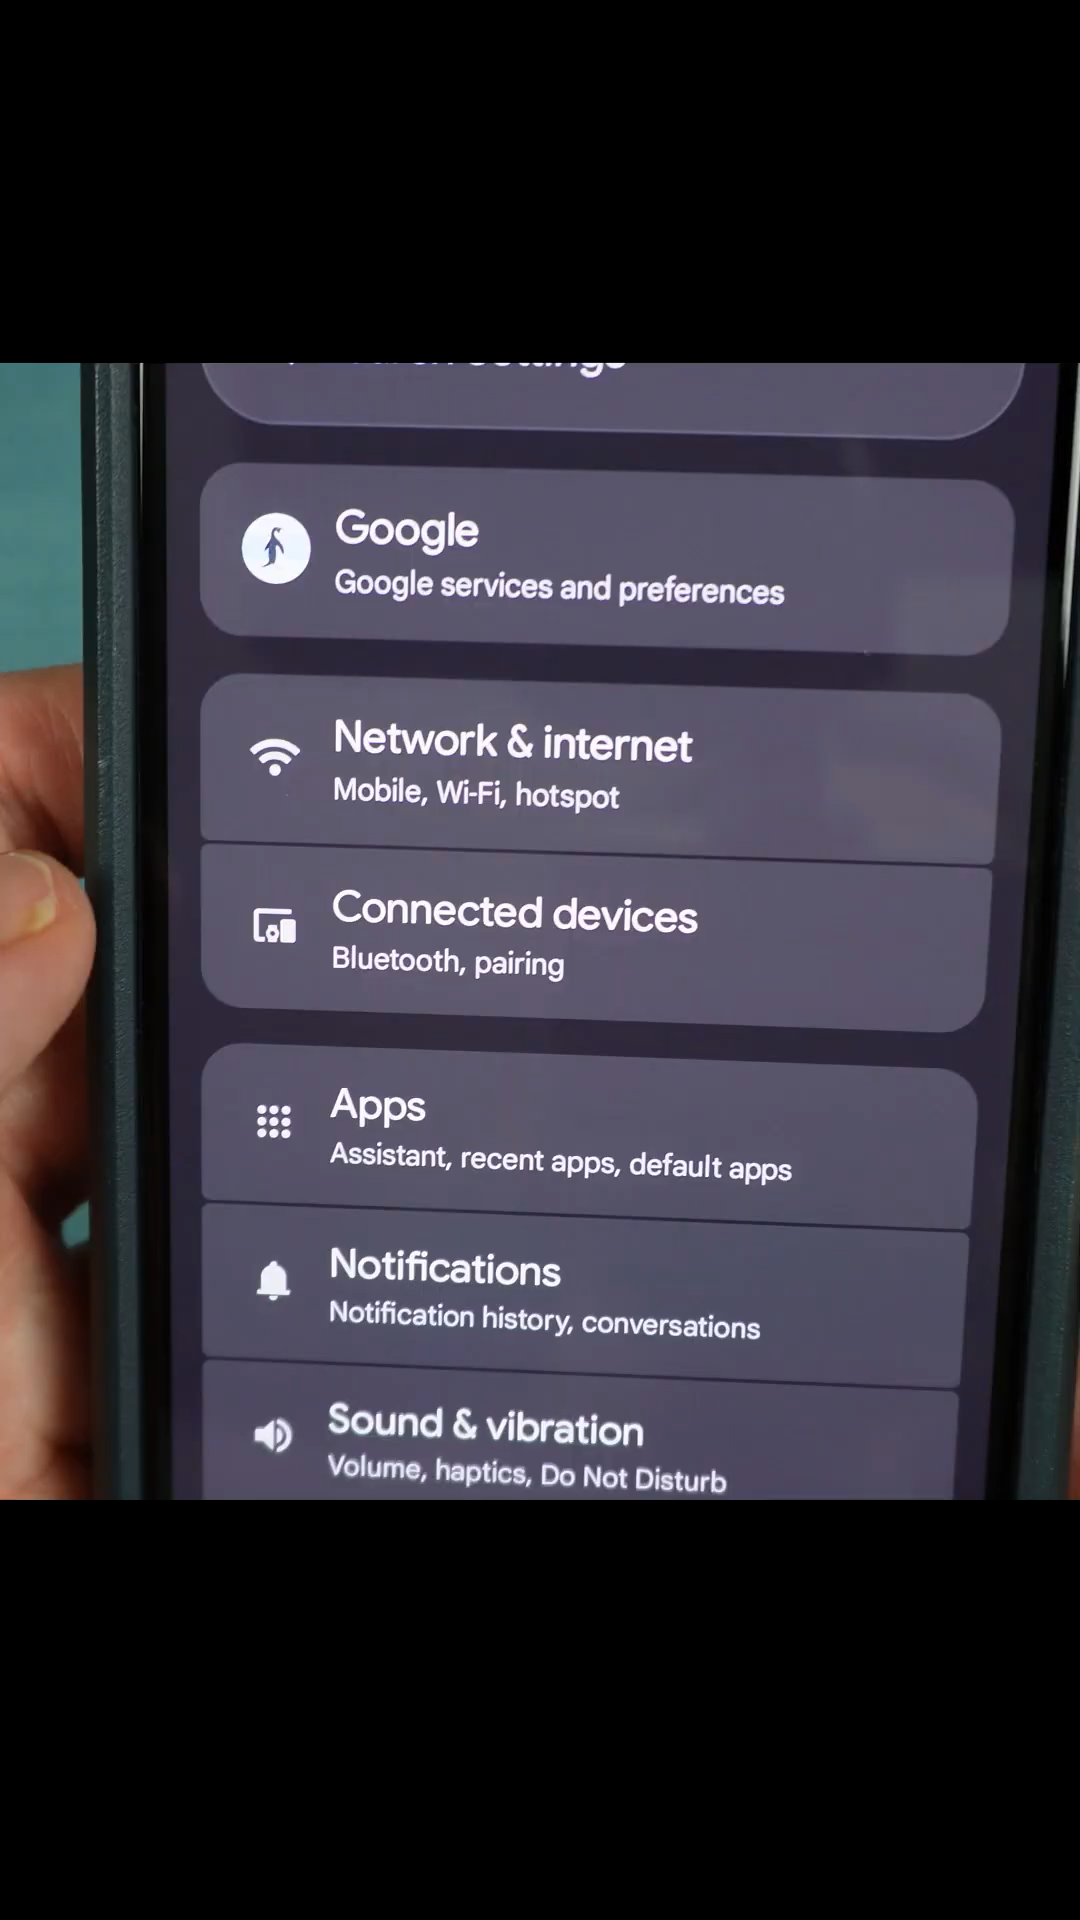 Settings
Google
Google services and preferences
Network & internet
Mobile, Wi-Fi, hotspot
Connected devices
Bluetooth, pairing
Apps
Assistant, recent apps, default apps
Notifications
Notification history, conversations
Sound & vibration
Volume, haptics, Do Not Disturb